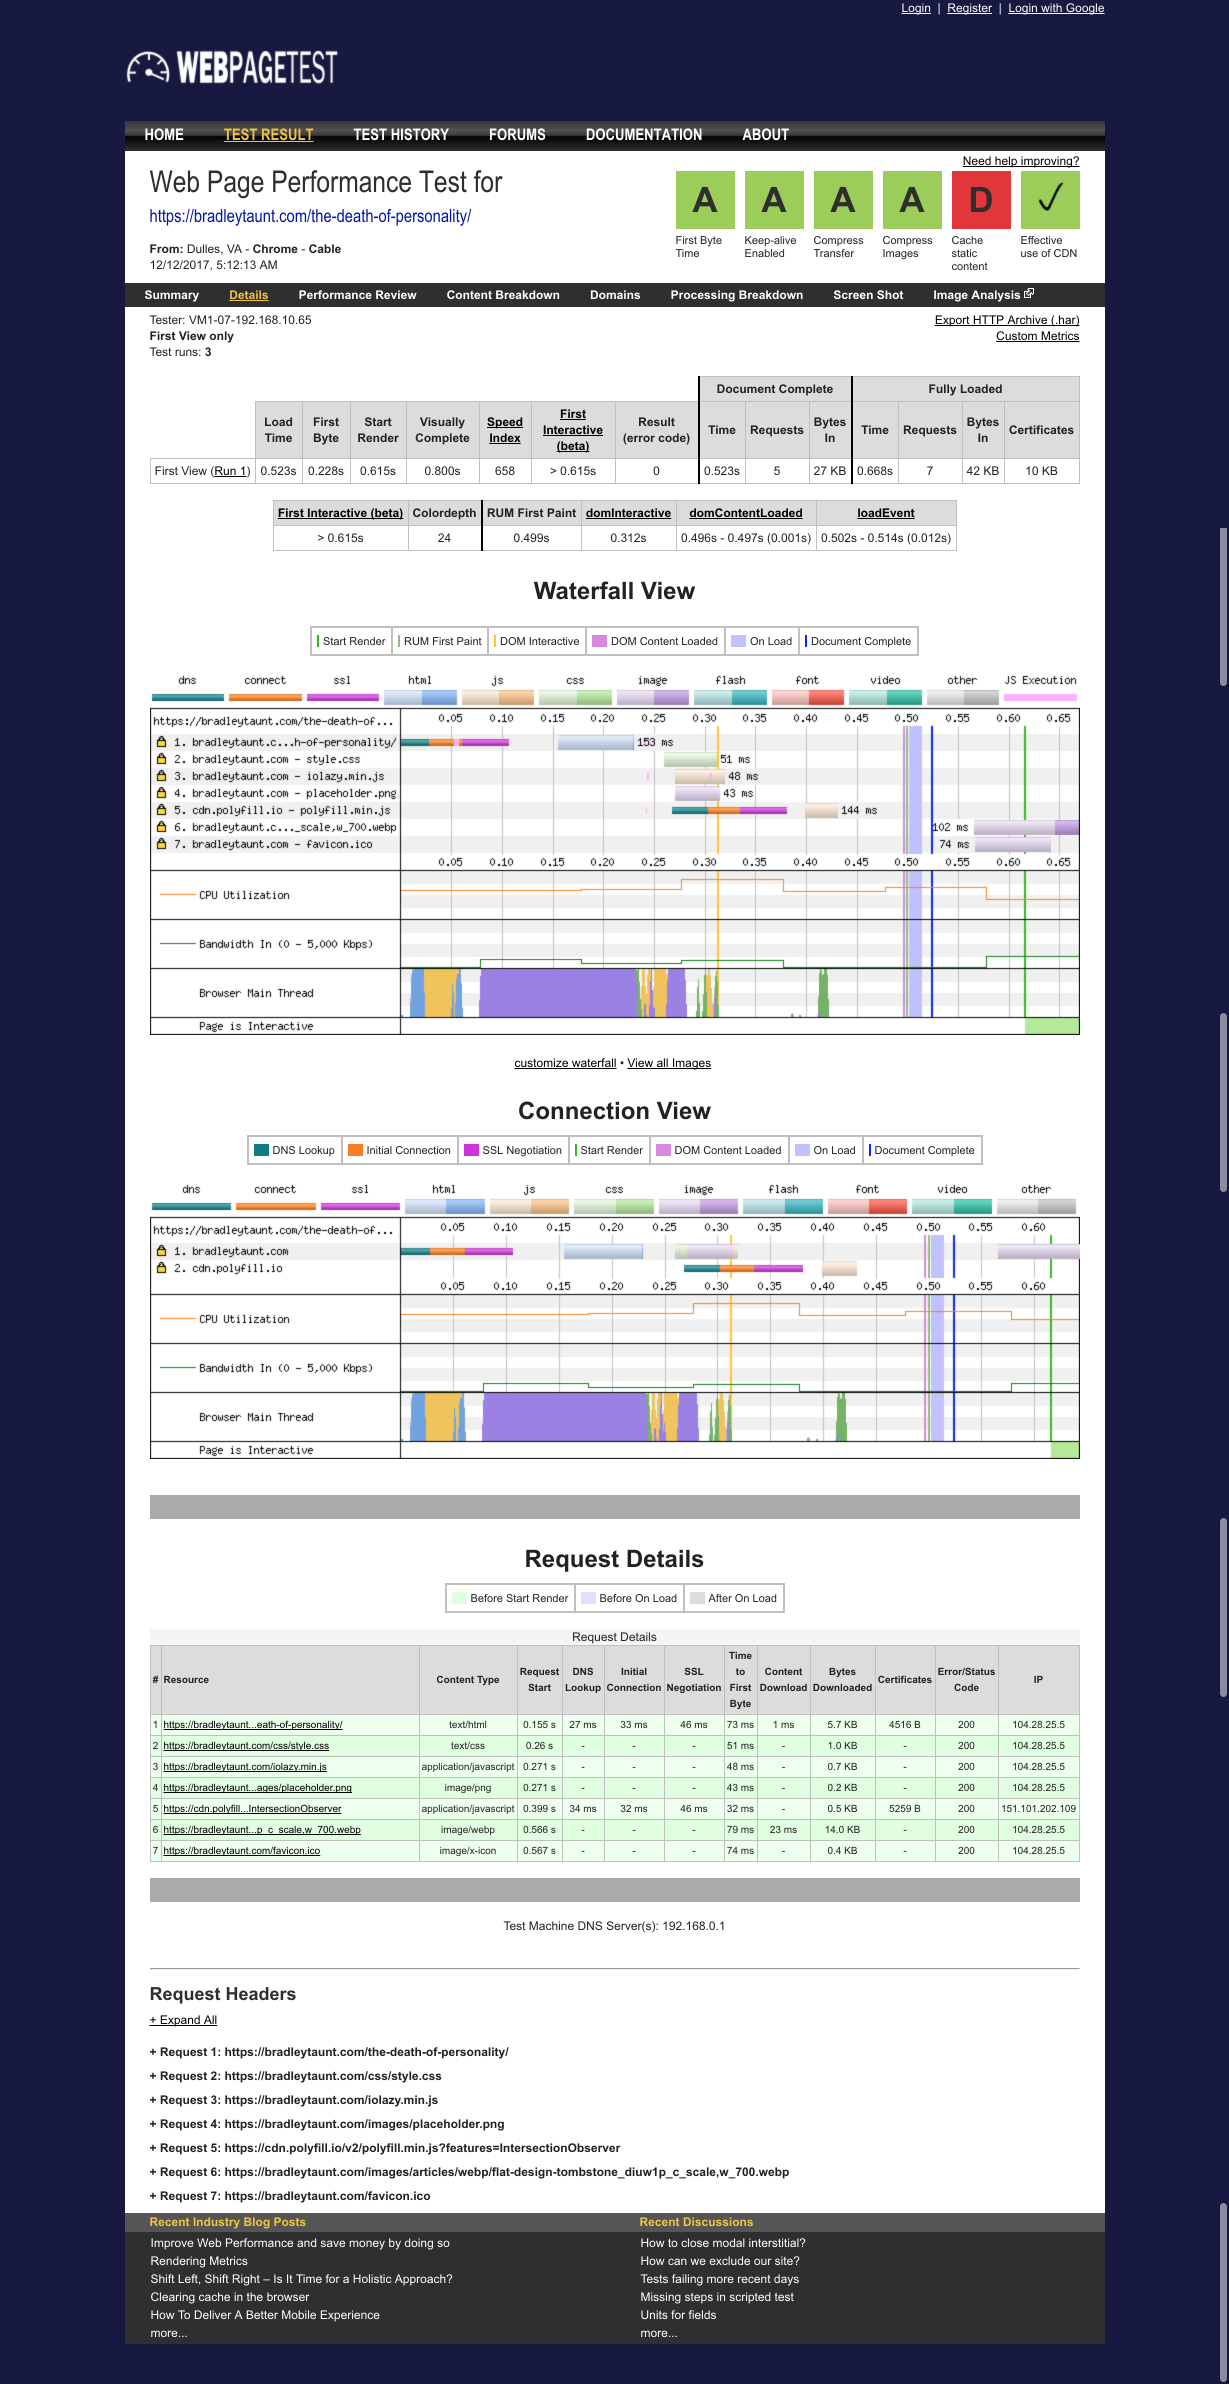 Login | Register | Login with Google
WEBPAGETEST
HOME TEST RESULT TEST HISTORY FORUMS DOCUMENTATION ABOUT
Need help improving?
Web Page Performance Test for
https://bradleytaunt.com/the-death-of-personality/
From: Dulles, VA - Chrome - Cable
12/12/2017, 5:12:13 AM
A A A A D ✓
First Byte Time
Keep-alive Enabled
Compress Transfer
Compress Images
Cache static content
Effective use of CDN
Summary Details Performance Review Content Breakdown Domains Processing Breakdown Screen Shot Image Analysis
Tester: VM1-07-192.168.10.65
First View only
Test runs: 3
Export HTTP Archive (.har)
Custom Metrics
Document Complete Fully Loaded
Load Time First Byte Start Render Visually Complete Speed Index First Interactive (beta) Result (error code) Time Requests Bytes In Time Requests Bytes In Certificates
First View (Run 1) 0.523s 0.228s 0.615s 0.800s 658 > 0.615s 0 0.523s 5 27 KB 0.668s 7 42 KB 10 KB
First Interactive (beta) Colordepth RUM First Paint domInteractive domContentLoaded loadEvent
> 0.615s 24 0.499s 0.312s 0.496s - 0.497s (0.001s) 0.502s - 0.514s (0.012s)
Waterfall View
Start Render RUM First Paint DOM Interactive DOM Content Loaded On Load Document Complete
dns connect ssl html js css image flash font video other JS Execution
https://bradleytaunt.com/the-death-of... 0.05 0.10 0.15 0.20 0.25 0.30 0.35 0.40 0.45 0.50 0.55 0.60 0.65
1. bradleytaunt.c...h-of-personality/ 153 ms
2. bradleytaunt.com - style.css 51 ms
3. bradleytaunt.com - iolazy.min.js 48 ms
4. bradleytaunt.com - placeholder.png 43 ms
5. cdn.polyfill.io - polyfill.min.js 144 ms
6. bradleytaunt.c..._scale,w_700.webp 102 ms
7. bradleytaunt.com - favicon.ico 74 ms
0.05 0.10 0.15 0.20 0.25 0.30 0.35 0.40 0.45 0.50 0.55 0.60 0.65
CPU Utilization
Bandwidth In (0 - 5,000 Kbps)
Browser Main Thread
Page is Interactive
customize waterfall • View all Images
Connection View
DNS Lookup Initial Connection SSL Negotiation Start Render DOM Content Loaded On Load Document Complete
dns connect ssl html js css image flash font video other
https://bradleytaunt.com/the-death-of... 0.05 0.10 0.15 0.20 0.25 0.30 0.35 0.40 0.45 0.50 0.55 0.60
1. bradleytaunt.com
2. cdn.polyfill.io
0.05 0.10 0.15 0.20 0.25 0.30 0.35 0.40 0.45 0.50 0.55 0.60
CPU Utilization
Bandwidth In (0 - 5,000 Kbps)
Browser Main Thread
Page is Interactive
Request Details
Before Start Render Before On Load After On Load
Request Details
# Resource Content Type Request Start DNS Lookup Initial Connection SSL Negotiation Time to First Byte Content Download Bytes Downloaded Certificates Error/Status Code IP
1 https://bradleytaunt...eath-of-personality/ text/html 0.155 s 27 ms 33 ms 46 ms 73 ms 1 ms 5.7 KB 4516 B 200 104.28.25.5
2 https://bradleytaunt.com/css/style.css text/css 0.26 s - - - 51 ms - 1.0 KB - 200 104.28.25.5
3 https://bradleytaunt.com/iolazy.min.js application/javascript 0.271 s - - - 48 ms - 0.7 KB - 200 104.28.25.5
4 https://bradleytaunt...ages/placeholder.png image/png 0.271 s - - - 43 ms - 0.2 KB - 200 104.28.25.5
5 https://cdn.polyfill...IntersectionObserver application/javascript 0.399 s 34 ms 32 ms 46 ms 32 ms - 0.5 KB 5259 B 200 151.101.202.109
6 https://bradleytaunt...p_c_scale,w_700.webp image/webp 0.566 s - - - 79 ms 23 ms 14.0 KB - 200 104.28.25.5
7 https://bradleytaunt.com/favicon.ico image/x-icon 0.567 s - - - 74 ms - 0.4 KB - 200 104.28.25.5
Test Machine DNS Server(s): 192.168.0.1
Request Headers
+ Expand All
+ Request 1: https://bradleytaunt.com/the-death-of-personality/
+ Request 2: https://bradleytaunt.com/css/style.css
+ Request 3: https://bradleytaunt.com/iolazy.min.js
+ Request 4: https://bradleytaunt.com/images/placeholder.png
+ Request 5: https://cdn.polyfill.io/v2/polyfill.min.js?features=IntersectionObserver
+ Request 6: https://bradleytaunt.com/images/articles/webp/flat-design-tombstone_diuw1p_c_scale,w_700.webp
+ Request 7: https://bradleytaunt.com/favicon.ico
Recent Industry Blog Posts
Improve Web Performance and save money by doing so
Rendering Metrics
Shift Left, Shift Right – Is It Time for a Holistic Approach?
Clearing cache in the browser
How To Deliver A Better Mobile Experience
more...
Recent Discussions
How to close modal interstitial?
How can we exclude our site?
Tests failing more recent days
Missing steps in scripted test
Units for fields
more...